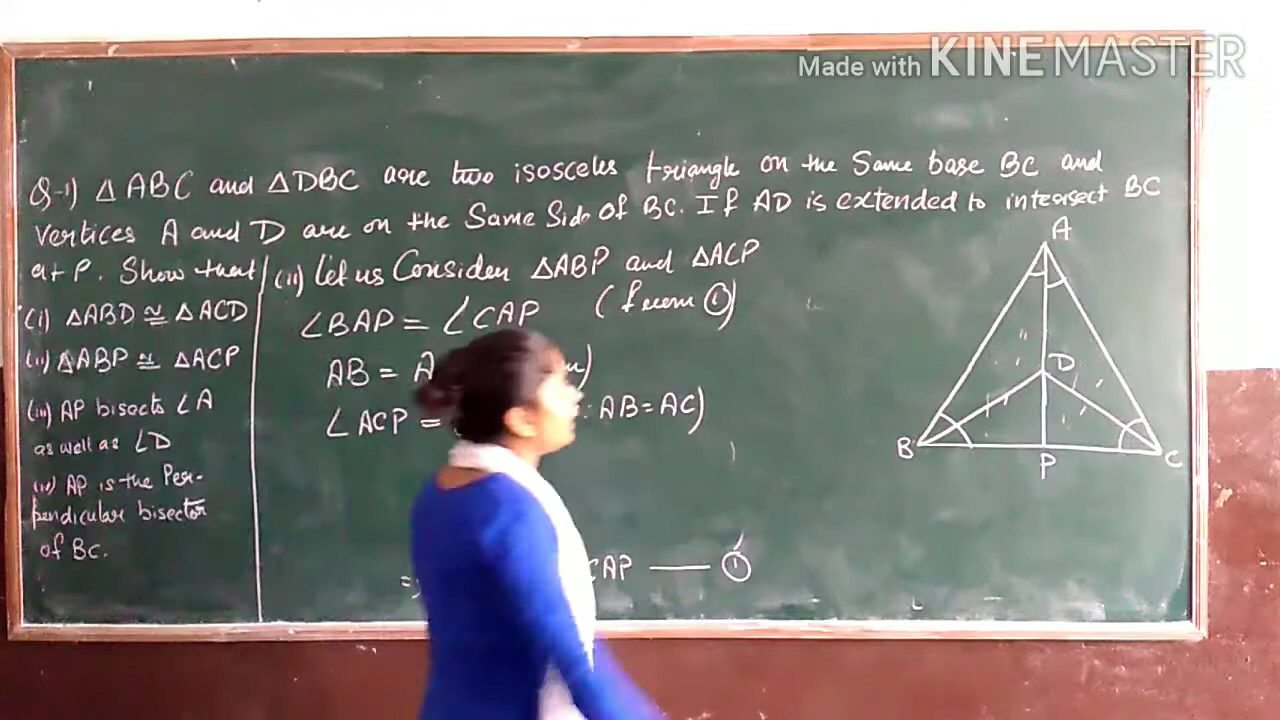 Made with KINEMASTER
Q-1) △ ABC and △DBC are two isosceles triangle on the Same base BC and
Vertices A and D are on the Same Side Of BC. If AD is extended to intersect BC
at P. Show that
(i) △ABD ≅ △ACD
(ii) △ABP ≅ △ACP
(iii) AP bisects ∠A
as well as ∠D
(iv) AP is the Per-
pendicular bisector
of BC.
(ii) Let us Consider △ABP and △ACP
∠BAP = ∠CAP (from ①)
AB = A
∠ACP = ∵ AB = AC)
CAP —— ①
A
D
B
P
C